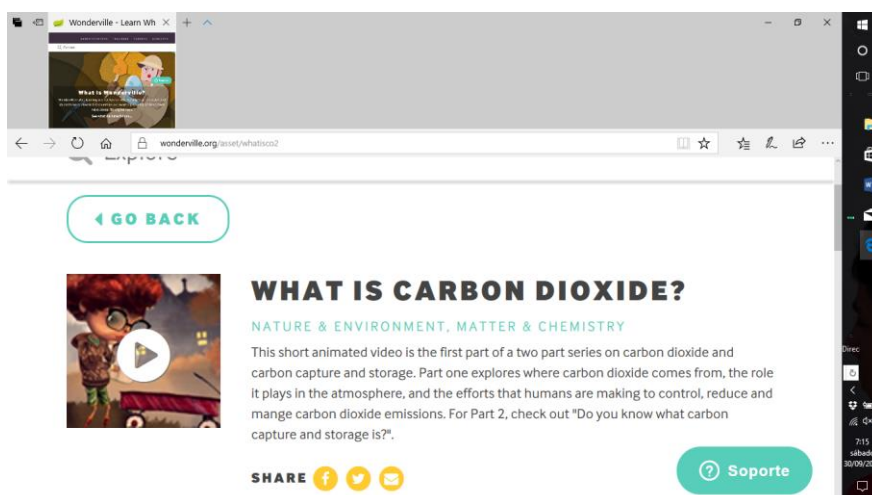 Wonderville - Learn Wh
What is Wonderville?
wonderville.org/asset/whatisco2
Explore
GO BACK
WHAT IS CARBON DIOXIDE?
NATURE & ENVIRONMENT, MATTER & CHEMISTRY
This short animated video is the first part of a two part series on carbon dioxide and
carbon capture and storage. Part one explores where carbon dioxide comes from, the role
it plays in the atmosphere, and the efforts that humans are making to control, reduce and
mange carbon dioxide emissions. For Part 2, check out "Do you know what carbon
capture and storage is?".
SHARE
Soporte
Direc
7:15
sábado
30/09/20